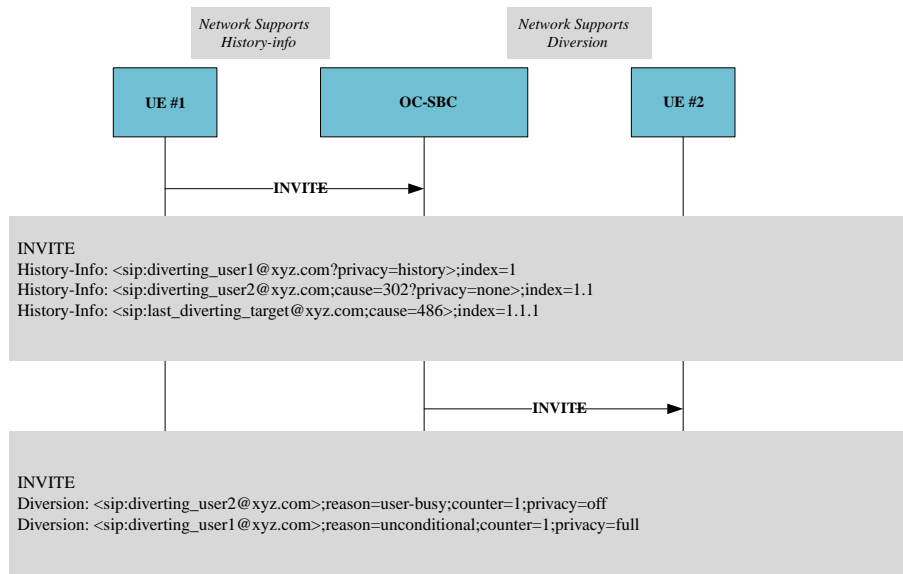 Network Supports
History-info
Network Supports
Diversion
UE #1
OC-SBC
UE #2
INVITE
INVITE
History-Info: <sip:diverting_user1@xyz.com?privacy=history>;index=1
History-Info: <sip:diverting_user2@xyz.com;cause=302?privacy=none>;index=1.1
History-Info: <sip:last_diverting_target@xyz.com;cause=486>;index=1.1.1
INVITE
INVITE
Diversion: <sip:diverting_user2@xyz.com>;reason=user-busy;counter=1;privacy=off
Diversion: <sip:diverting_user1@xyz.com>;reason=unconditional;counter=1;privacy=full